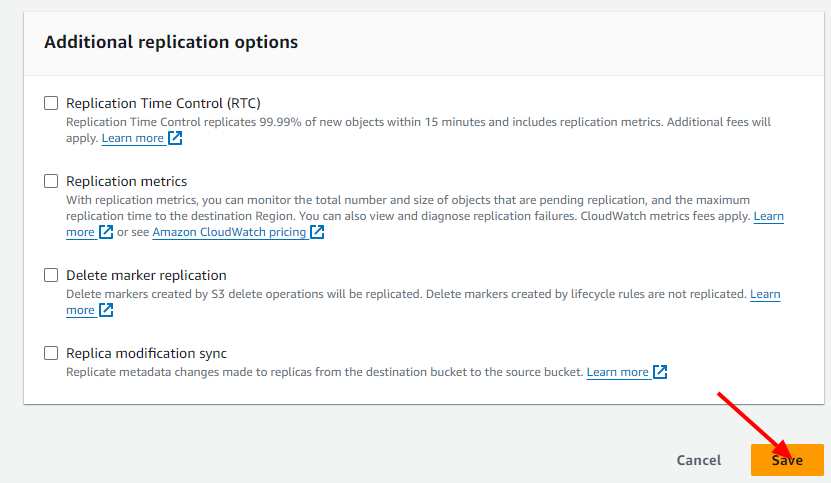 Additional replication options
Replication Time Control (RTC)
Replication Time Control replicates 99.99% of new objects within 15 minutes and includes replication metrics. Additional fees will
apply. Learn more
Replication metrics
With replication metrics, you can monitor the total number and size of objects that are pending replication, and the maximum
replication time to the destination Region. You can also view and diagnose replication failures. CloudWatch metrics fees apply. Learn
more or see Amazon CloudWatch pricing
Delete marker replication
Delete markers created by S3 delete operations will be replicated. Delete markers created by lifecycle rules are not replicated. Learn
more
Replica modification sync
Replicate metadata changes made to replicas from the destination bucket to the source bucket. Learn more
Cancel Save